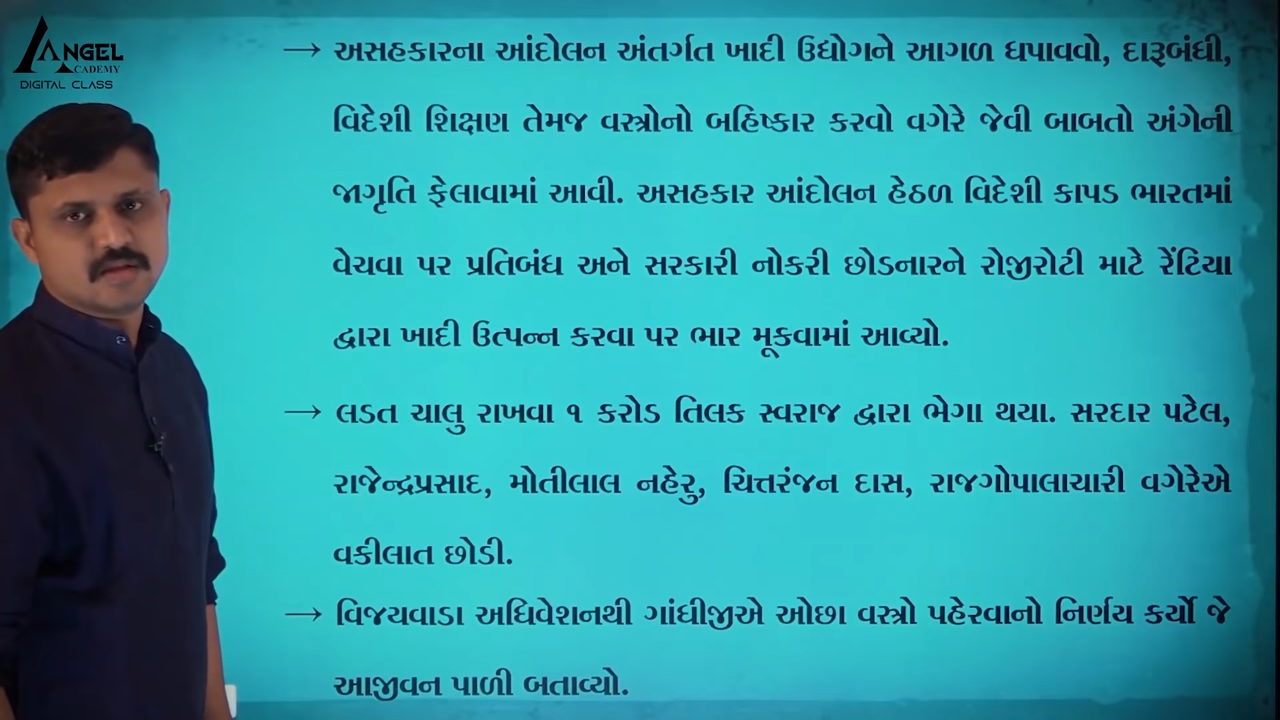 ANGEL
ACADEMY
DIGITAL CLASS
→ અસહકારના આંદોલન અંતર્ગત ખાદી ઉદ્યોગને આગળ ધપાવવો, દારૂબંધી,
વિદેશી શિક્ષણ તેમજ વસ્ત્રોનો બહિષ્કાર કરવો વગેરે જેવી બાબતો અંગેની
જાગૃતિ ફેલાવામાં આવી. અસહકાર આંદોલન હેઠળ વિદેશી કાપડ ભારતમાં
વેચવા પર પ્રતિબંધ અને સરકારી નોકરી છોડનારને રોજીરોટી માટે રેંટિયા
દ્વારા ખાદી ઉત્પન્ન કરવા પર ભાર મૂકવામાં આવ્યો.
→ લડત ચાલુ રાખવા ૧ કરોડ તિલક સ્વરાજ દ્વારા ભેગા થયા. સરદાર પટેલ,
રાજેન્દ્રપ્રસાદ, મોતીલાલ નહેરુ, ચિત્તરંજન દાસ, રાજગોપાલાચારી વગેરેએ
વકીલાત છોડી.
→ વિજયવાડા અધિવેશનથી ગાંધીજીએ ઓછા વસ્ત્રો પહેરવાનો નિર્ણય કર્યો જે
આજીવન પાળી બતાવ્યો.